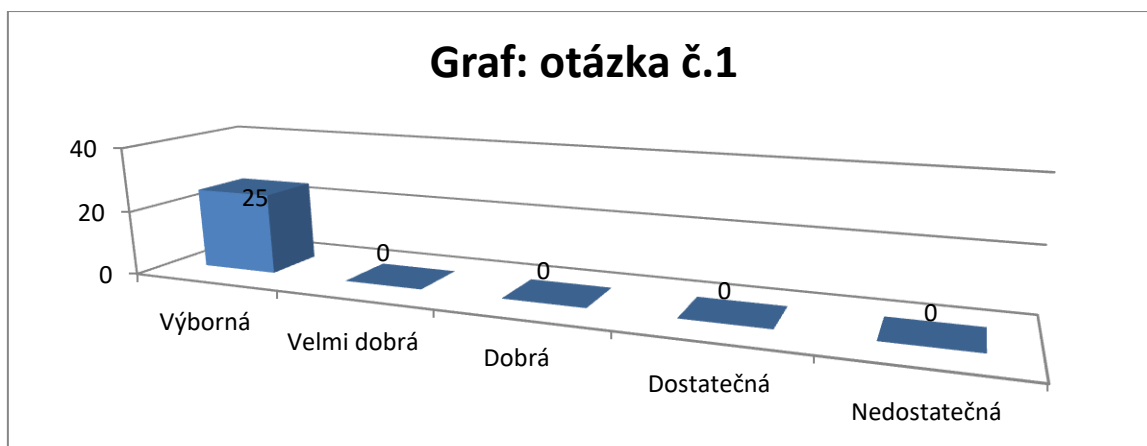 Graf: otázka č.1
40
20
0
25
0
0
0
0
Výborná
Velmi dobrá
Dobrá
Dostatečná
Nedostatečná